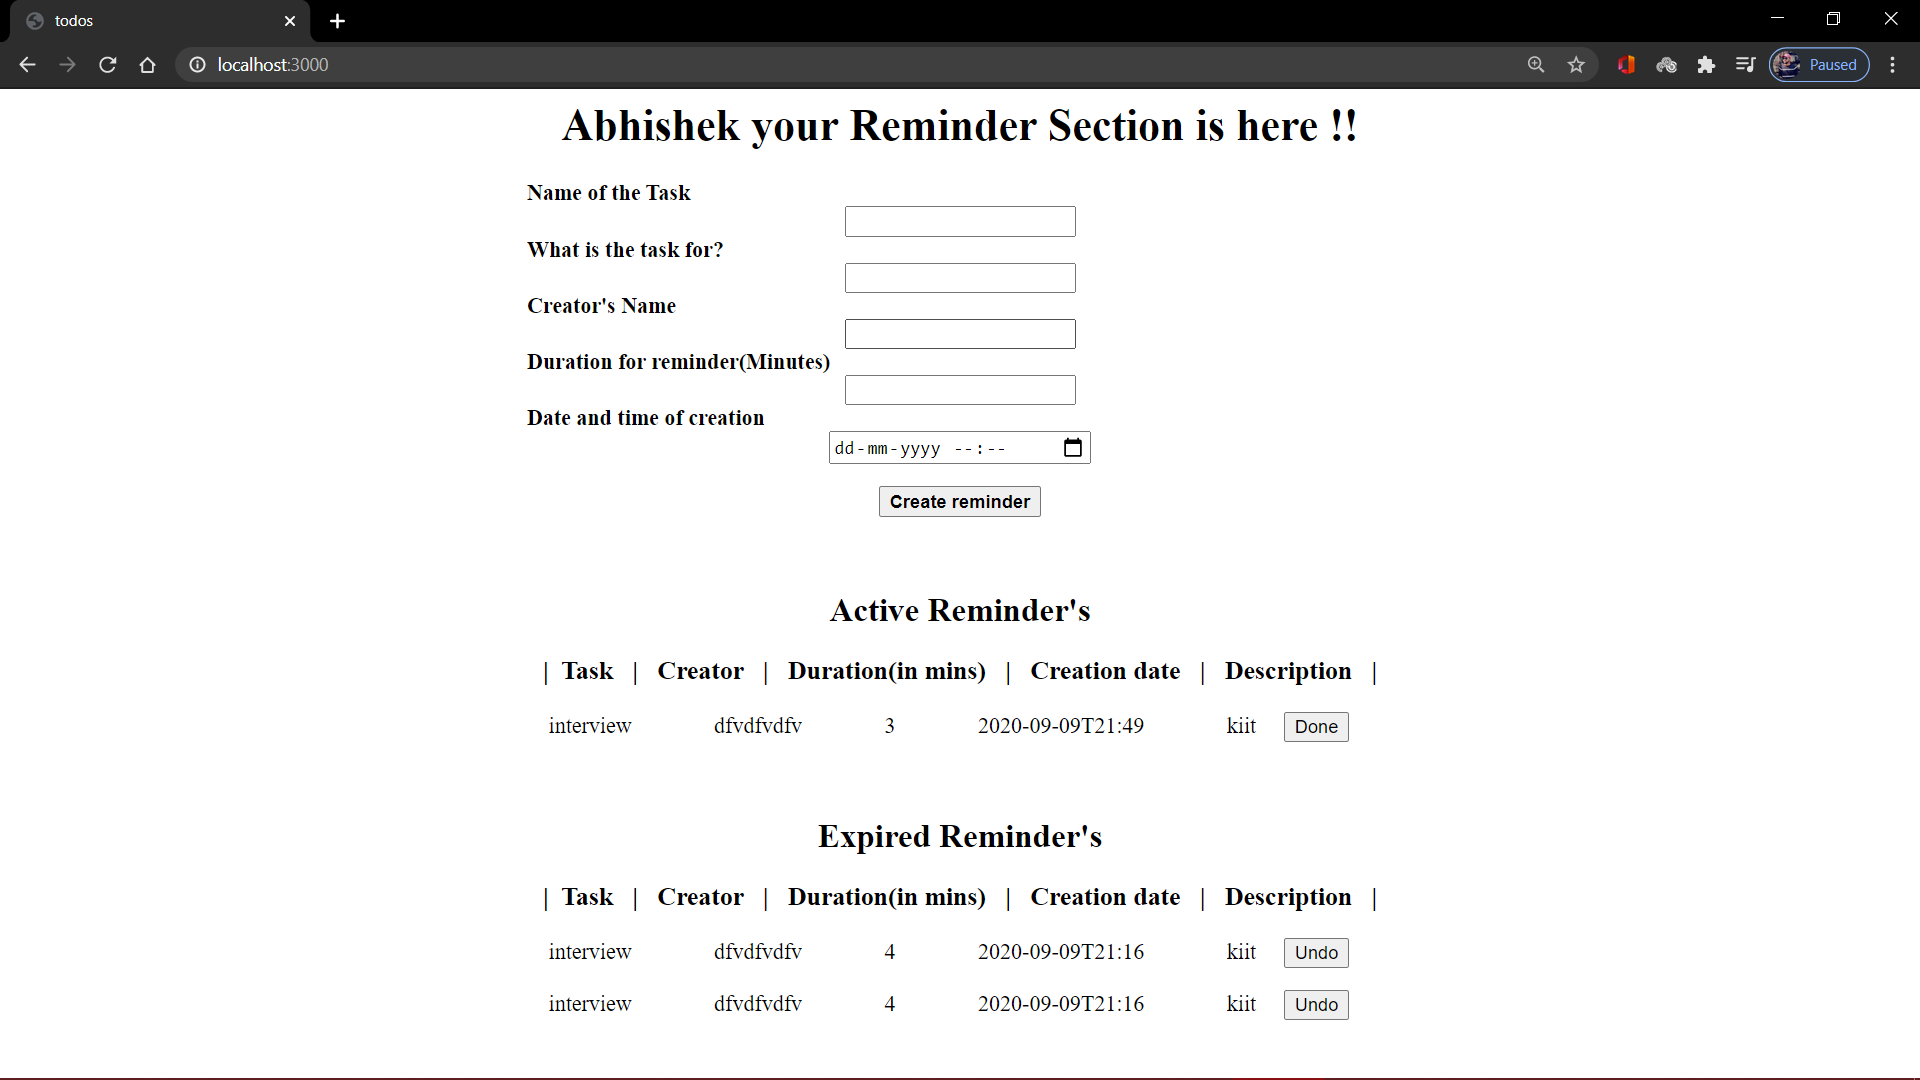 todos
localhost:3000
Paused
Abhishek your Reminder Section is here !!
Name of the Task
What is the task for?
Creator's Name
Duration for reminder(Minutes)
Date and time of creation
dd-mm-yyyy --:--
Create reminder
Active Reminder's
| Task | Creator | Duration(in mins) | Creation date | Description |
interview dfvdfvdfv 3 2020-09-09T21:49 kiit Done
Expired Reminder's
| Task | Creator | Duration(in mins) | Creation date | Description |
interview dfvdfvdfv 4 2020-09-09T21:16 kiit Undo
interview dfvdfvdfv 4 2020-09-09T21:16 kiit Undo